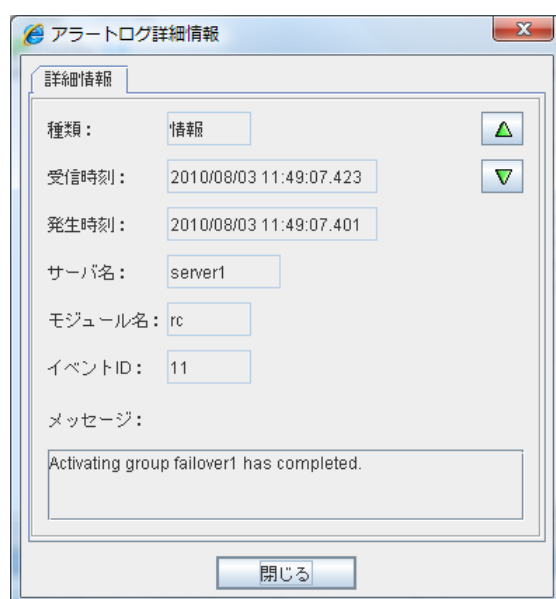 アラートログ詳細情報
詳細情報
種類： 情報
受信時刻： 2010/08/03 11:49:07.423
発生時刻： 2010/08/03 11:49:07.401
サーバ名： server1
モジュール名： rc
イベントID： 11
メッセージ：
Activating group failover1 has completed.
閉じる